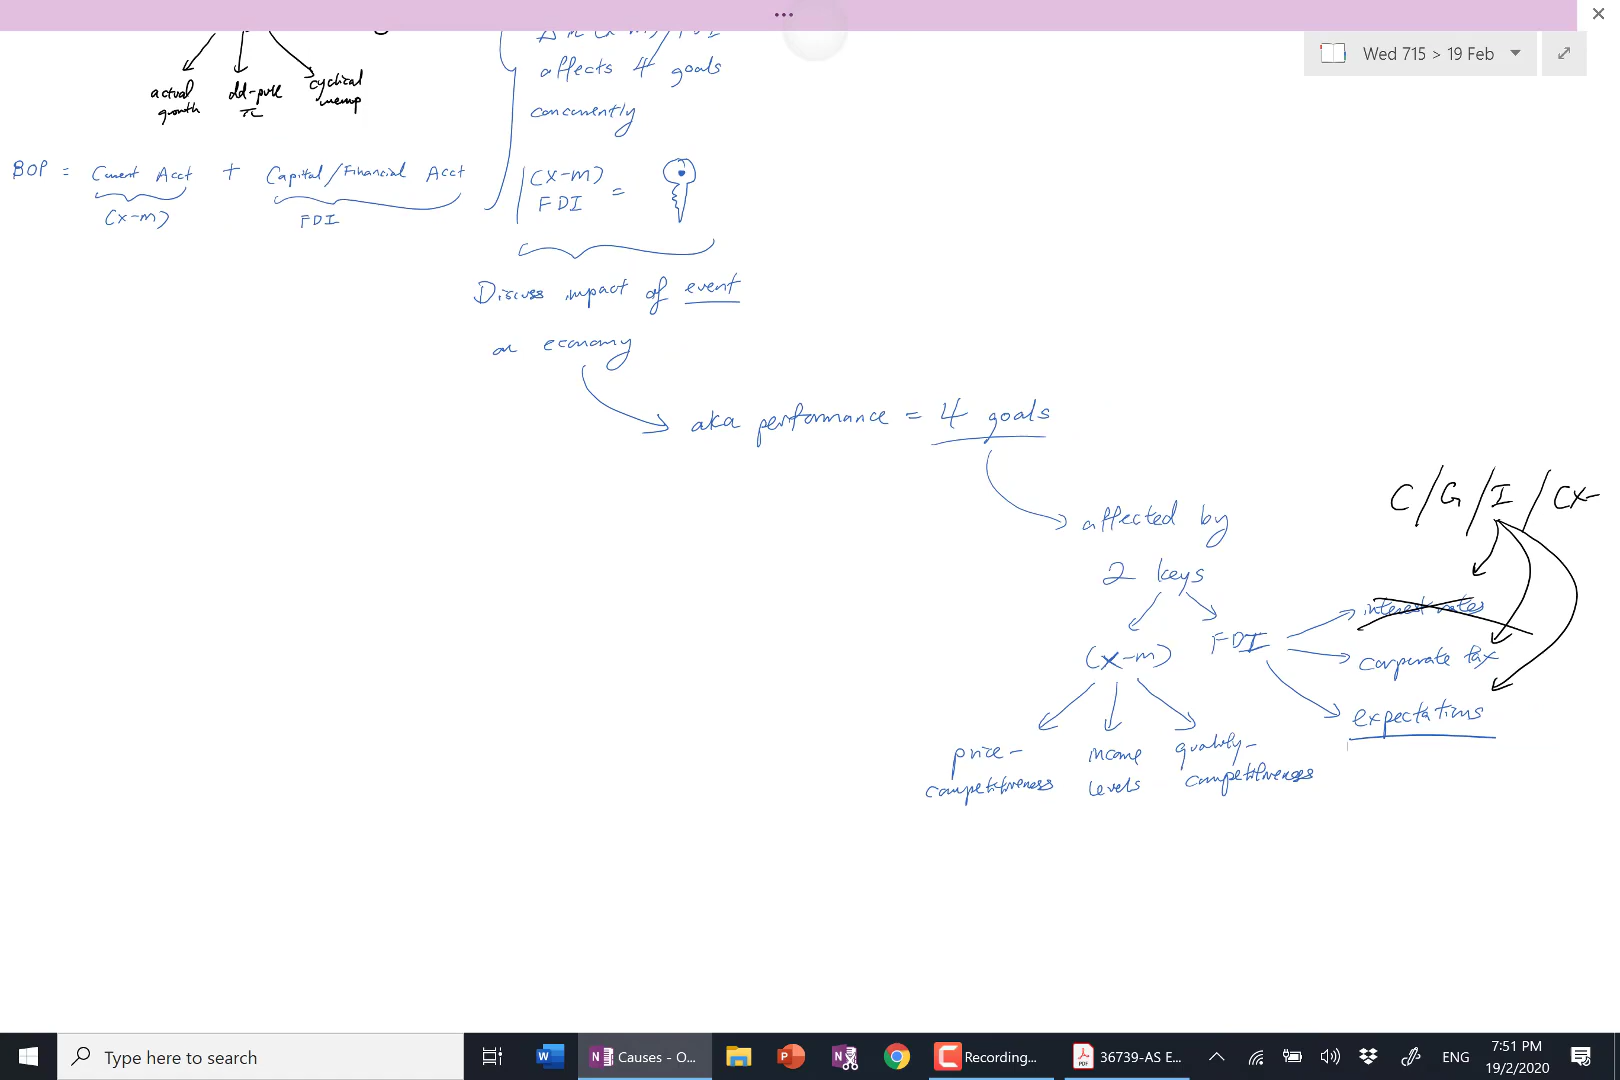 Wed 715 > 19 Feb
affects 4 goals
concurrently
actual growth
dd-pull π
cyclical unemp
BOP = Current Acct + Capital/Financial Acct
(X-m)
FDI
(X-m)
FDI =
Discuss impact of event
on economy
aka performance = 4 goals
C/G/I/(X-
affected by
2 keys
(X-m)
FDI
interest rates
corporate tax
expectations
price-
competitiveness
income
levels
quality-
competitiveness
Type here to search
Causes - O...
Recording...
36739-AS E...
ENG
7:51 PM
19/2/2020